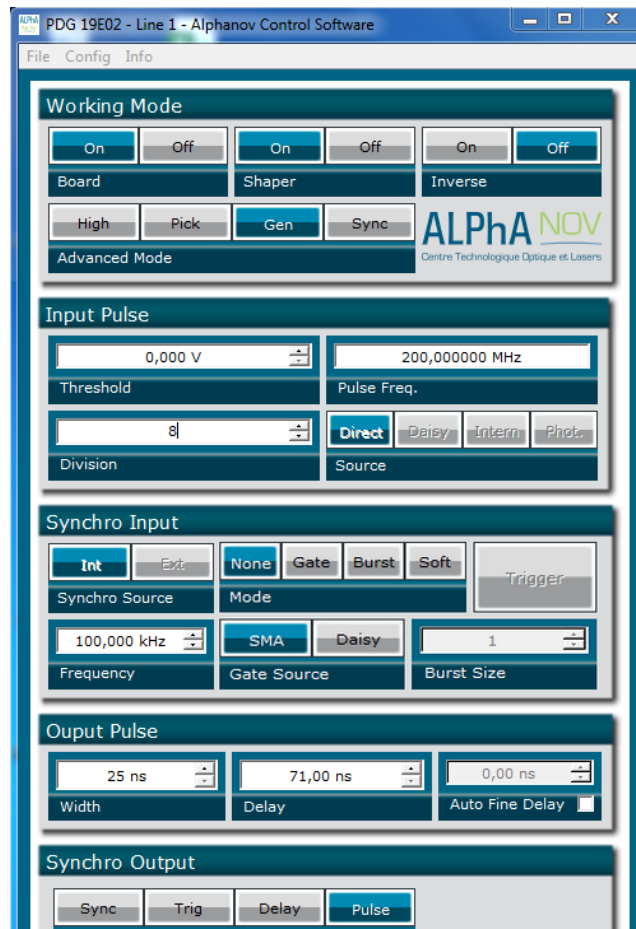 PDG 19E02 - Line 1 - Alphanov Control Software
File Config Info
Working Mode
On Off On Off On Off
Board Shaper Inverse
High Pick Gen Sync ALPhA NOV
Advanced Mode Centre Technologique Optique et Lasers
Input Pulse
0,000 V 200,000000 MHz
Threshold Pulse Freq.
8 Direct Daisy Intern Phot.
Division Source
Synchro Input
Int Ext None Gate Burst Soft Trigger
Synchro Source Mode
100,000 kHz SMA Daisy 1
Frequency Gate Source Burst Size
Ouput Pulse
25 ns 71,00 ns 0,00 ns
Width Delay Auto Fine Delay
Synchro Output
Sync Trig Delay Pulse